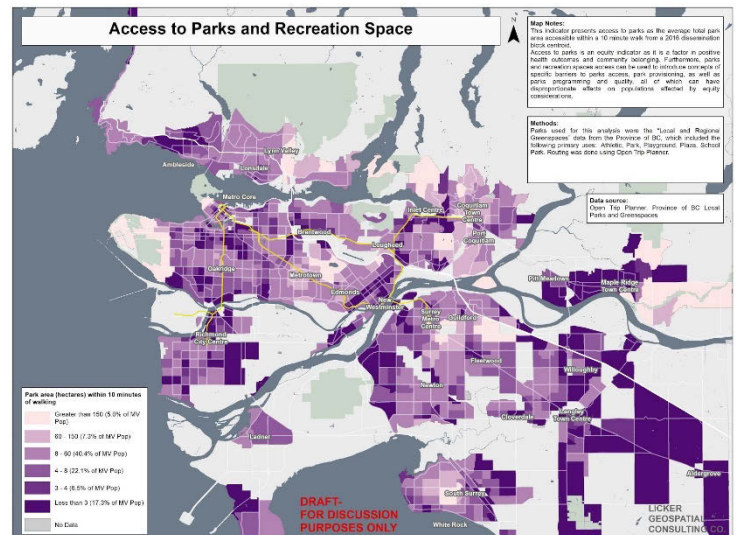 Access to Parks and Recreation Space
N
Map Notes:
This indicator presents access to parks as the average total park
area accessible within a 10 minute walk from a 2016 dissemination
block centroid.
Access to parks is an equity indicator as it is a factor in positive
health outcomes and community belonging. Furthermore, parks
and recreation spaces access can be used to introduce concepts of
specific barriers to parks access, park provisioning, as well as
parks programming and quality, all of which can have
disproportionate effects on populations affected by equity
considerations.
Methods:
Parks used for this analysis were the "Local and Regional
Greenspaces" data from the Province of BC, which included the
following primary uses: Athletic, Park, Playground, Plaza, School
Park. Routing was done using Open Trip Planner.
Data source:
Open Trip Planner, Province of BC Local
Parks and Greenspaces
Lynn Valley
Ambleside
Lonsdale
Metro Core
Inlet Centre
Coquitlam
Town
Centre
Brentwood
Port
Coquitlam
Lougheed
Oakridge
Metrotown
Pitt Meadows
Maple Ridge
Town Centre
Edmonds
New
Westminster
Surrey
Metro
Centre
Guildford
Richmond
City Centre
Fleetwood
Willoughby
Newton
Cloverdale
Langley
Town Centre
Ladner
Aldergrove
South Surrey
White Rock
Park area (hectares) within 10 minutes
of walking
Greater than 150 (5.0% of MV
Pop)
60 - 150 (7.3% of MV Pop)
8 - 60 (40.4% of MV Pop)
4 - 8 (22.1% of MV Pop)
3 - 4 (8.6% of MV Pop)
Less than 3 (17.3% of MV Pop)
No Data
DRAFT-
FOR DISCUSSION
PURPOSES ONLY
LICKER
GEOSPATIAL
CONSULTING CO.